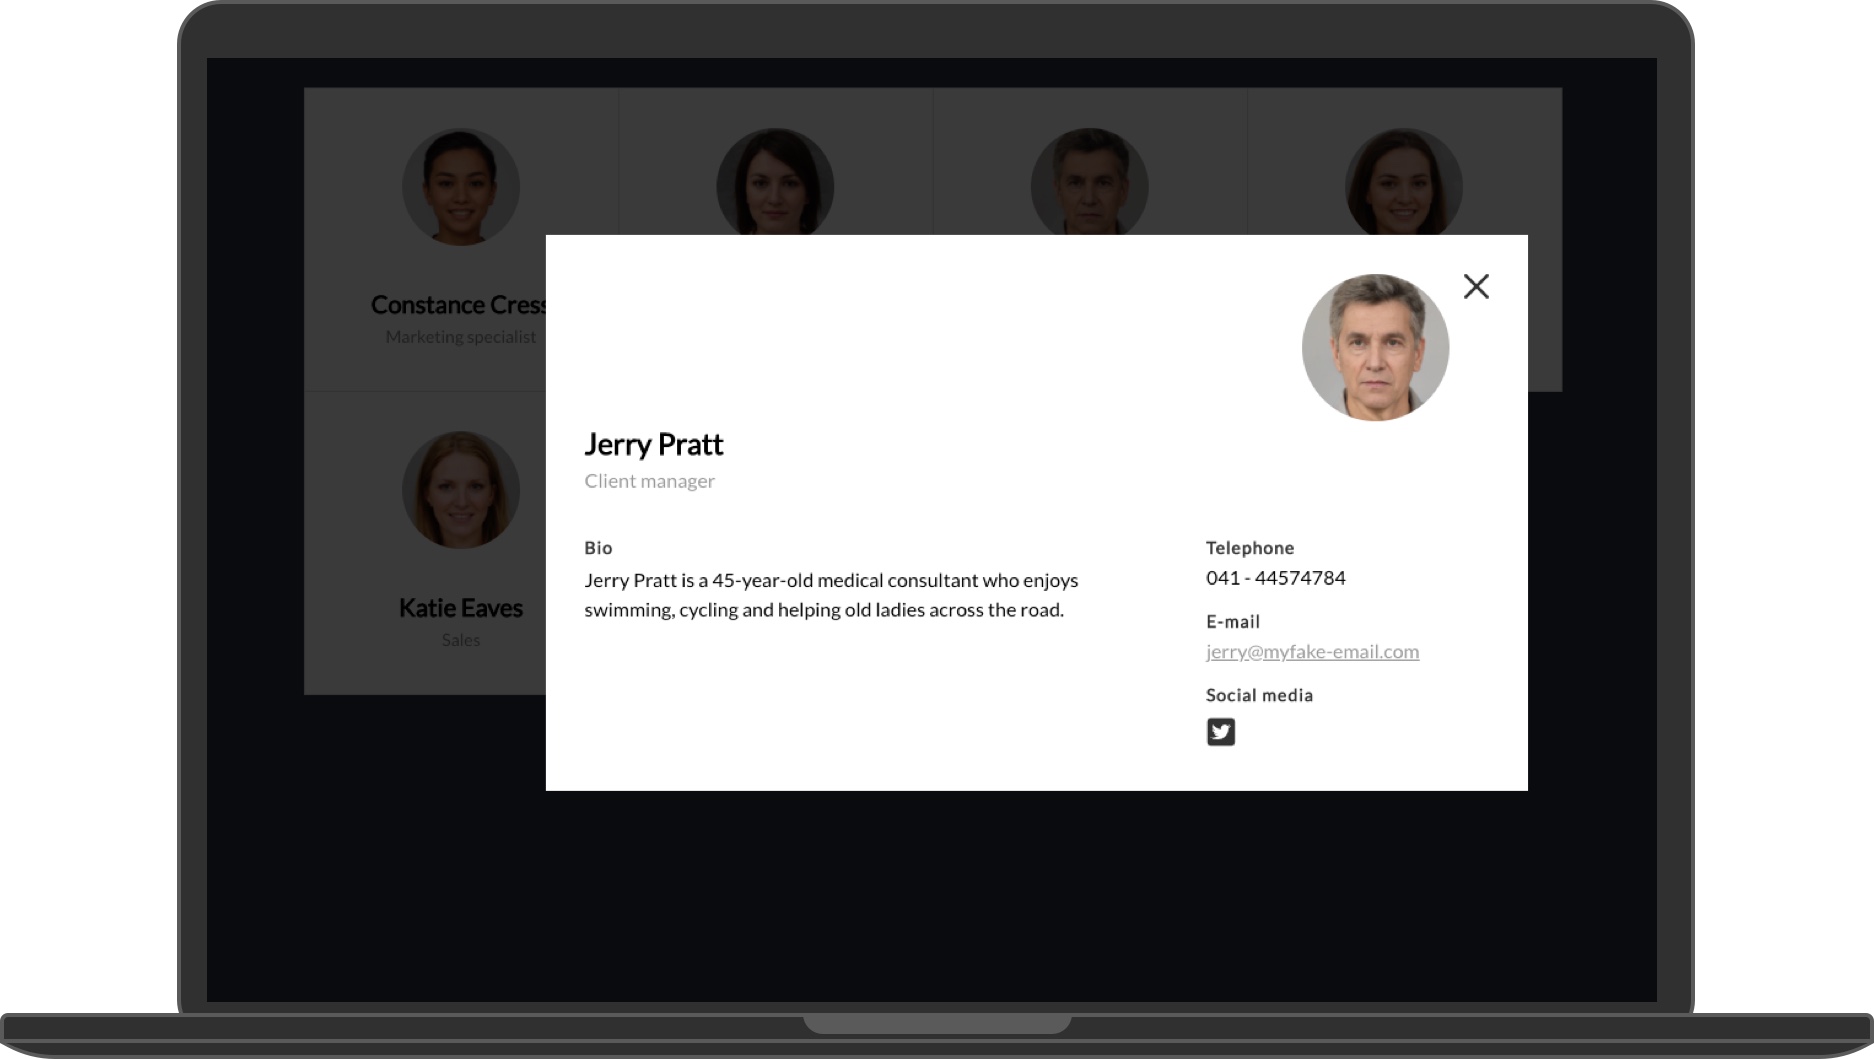 Constance Cress
Marketing specialist
Katie Eaves
Sales
Jerry Pratt
Client manager
Bio
Jerry Pratt is a 45-year-old medical consultant who enjoys
swimming, cycling and helping old ladies across the road.
Telephone
041 - 44574784
E-mail
jerry@myfake-email.com
Social media